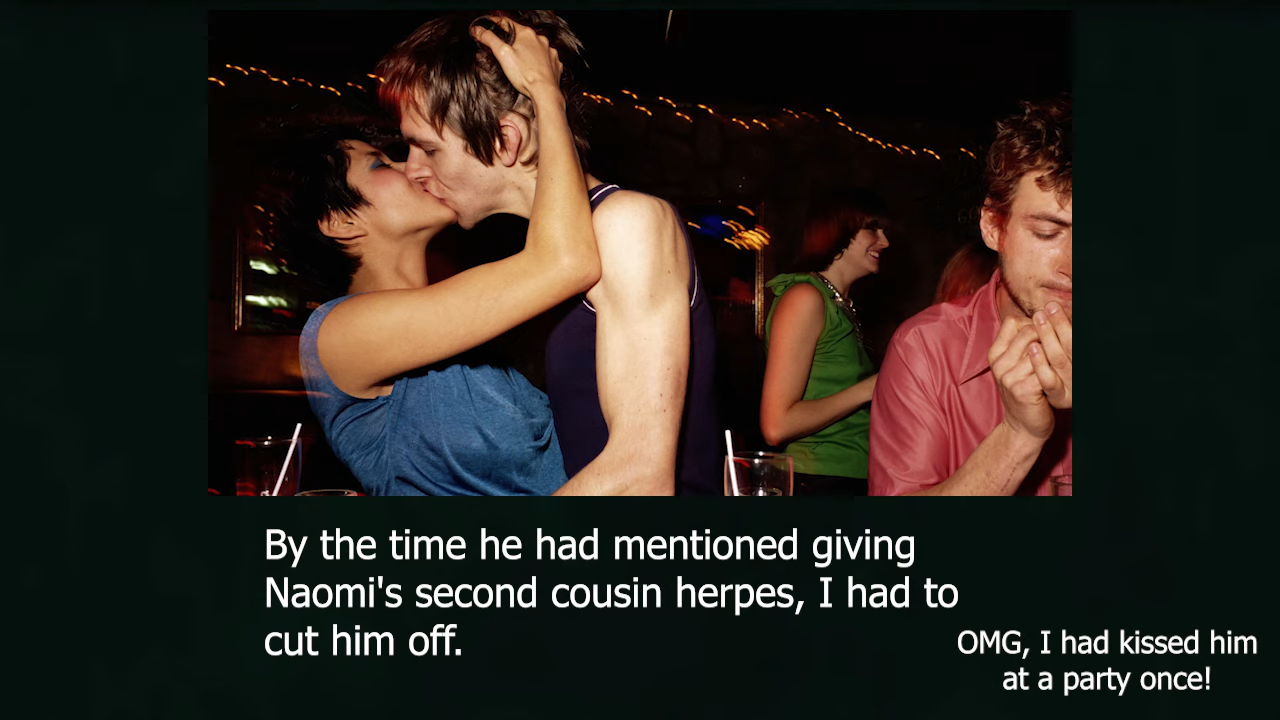 By the time he had mentioned giving
Naomi's second cousin herpes, I had to
cut him off.
OMG, I had kissed him
at a party once!